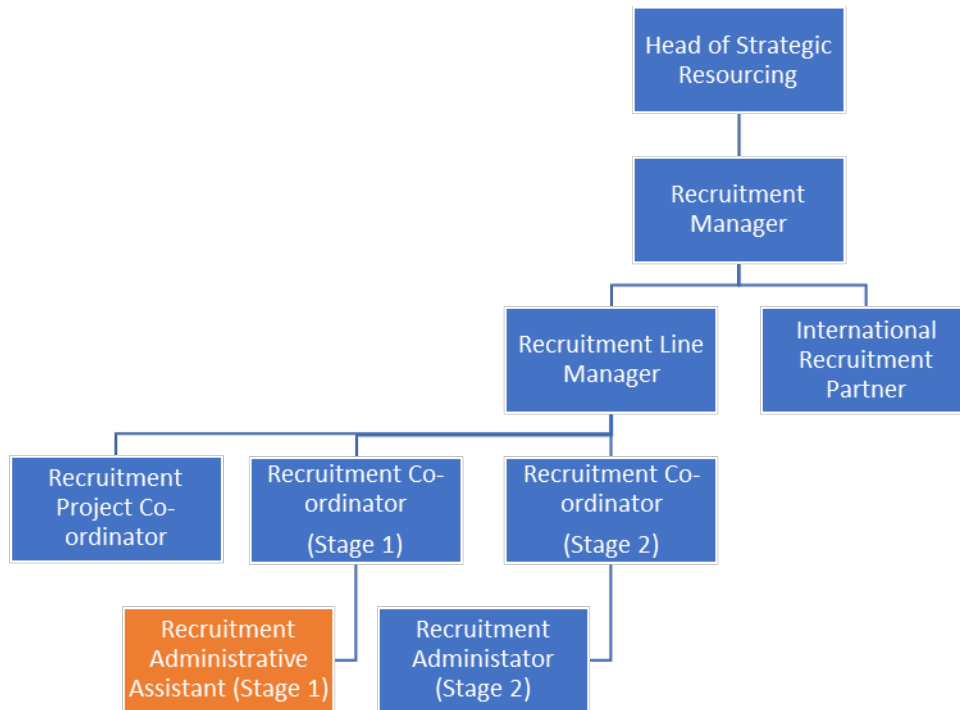 Head of Strategic
Resourcing
Recruitment
Manager
Recruitment Line
Manager
International
Recruitment
Partner
Recruitment
Project Co-
ordinator
Recruitment Co-
ordinator
(Stage 1)
Recruitment Co-
ordinator
(Stage 2)
Recruitment
Administrative
Assistant (Stage 1)
Recruitment
Administator
(Stage 2)